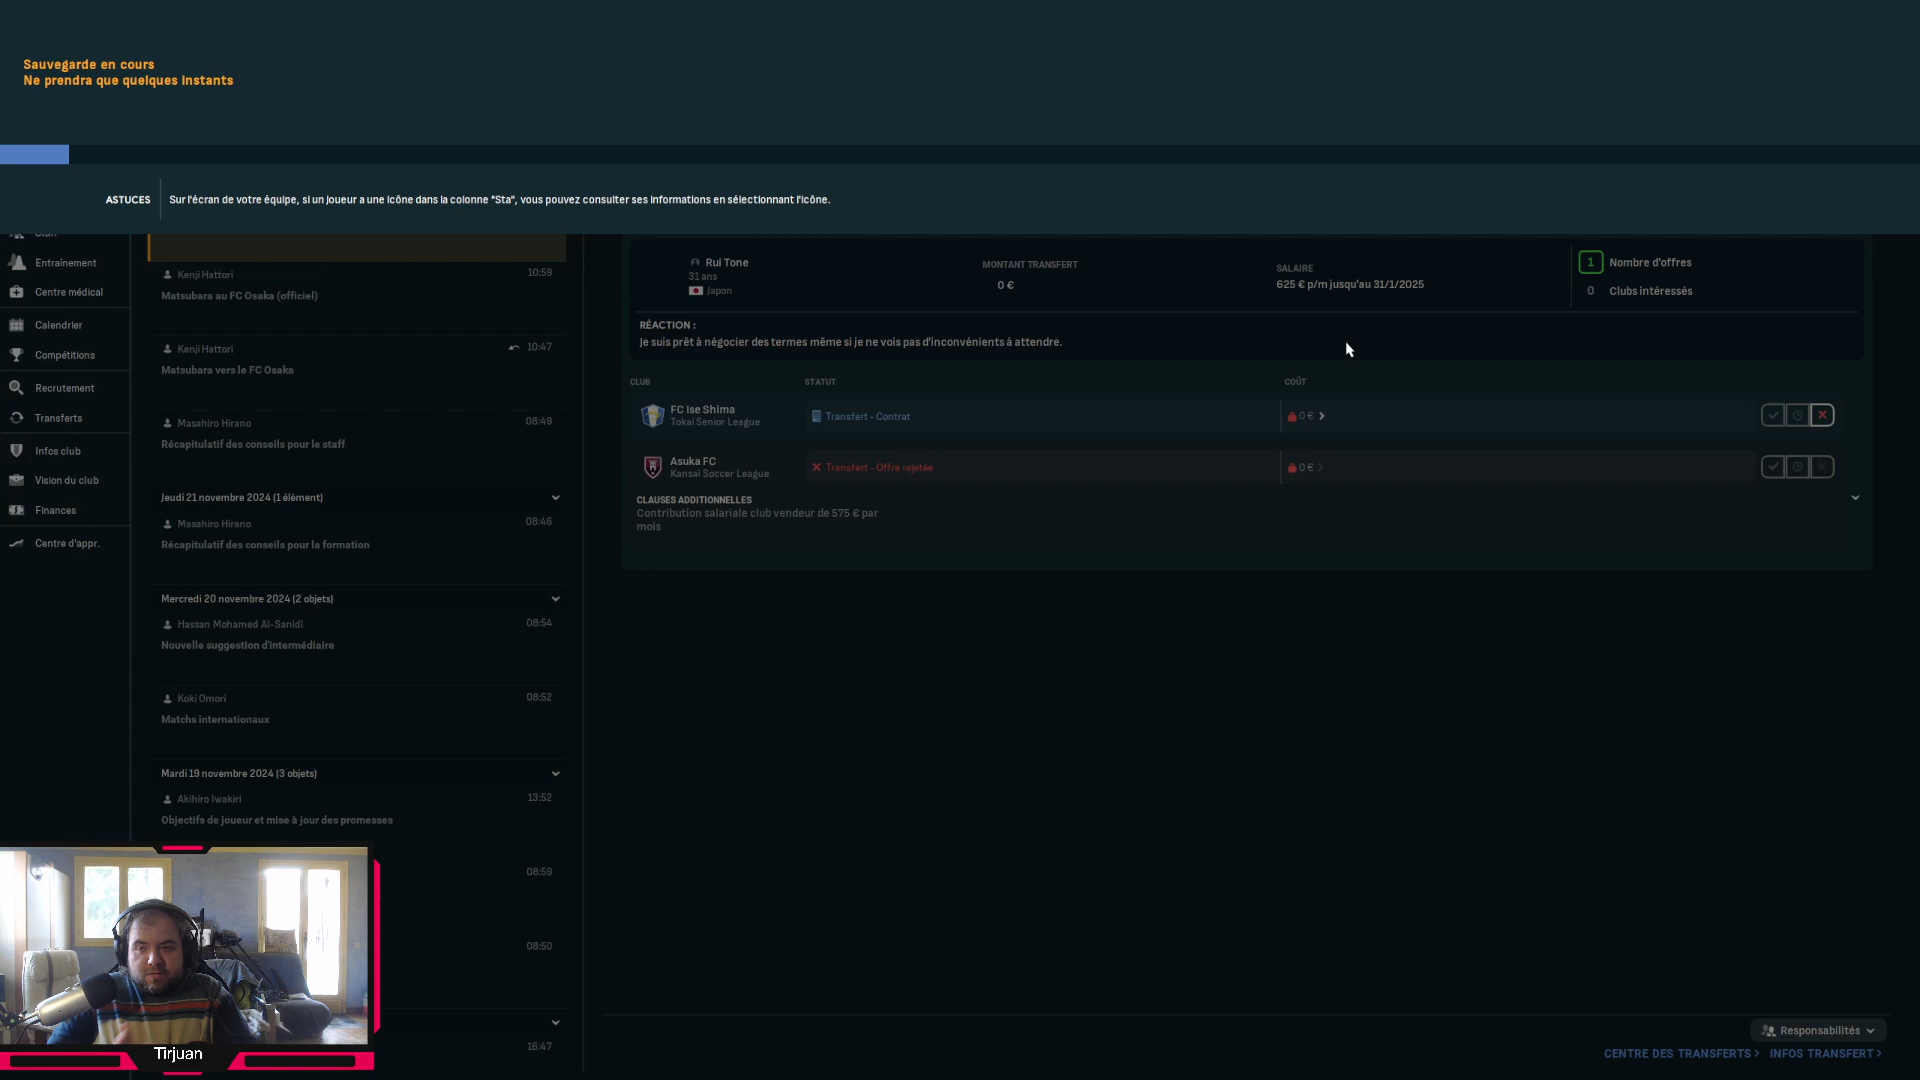 Sauvegarde en cours
Ne prendra que quelques instants
ASTUCES
Sur l'écran de votre équipe, si un joueur a une icône dans la colonne "Sta", vous pouvez consulter ses informations en sélectionnant l'icône.
Entraînement
Centre médical
Calendrier
Compétitions
Recrutement
Transferts
Infos club
Vision du club
Finances
Centre d'appr.
Kenji Hattori
10:59
Matsubara au FC Osaka (officiel)
Kenji Hattori
10:47
Matsubara vers le FC Osaka
Masahiro Hirano
08:49
Récapitulatif des conseils pour le staff
Jeudi 21 novembre 2024 (1 élément)
Masahiro Hirano
08:46
Récapitulatif des conseils pour la formation
Mercredi 20 novembre 2024 (2 objets)
Hassan Mohamed Al-Sanidi
08:54
Nouvelle suggestion d'intermédiaire
Koki Omori
08:52
Matchs internationaux
Mardi 19 novembre 2024 (3 objets)
Akihiro Iwakiri
13:52
Objectifs de joueur et mise à jour des promesses
08:59
08:50
16:47
Rui Tone
31 ans
Japon
MONTANT TRANSFERT
0 €
SALAIRE
625 € p/m jusqu'au 31/1/2025
1 Nombre d'offres
0 Clubs intéressés
RÉACTION :
Je suis prêt à négocier des termes même si je ne vois pas d'inconvénients à attendre.
CLUB
STATUT
COÛT
FC Ise Shima
Tokai Senior League
Transfert - Contrat
0 €
Asuka FC
Kansai Soccer League
Transfert - Offre rejetée
0 €
CLAUSES ADDITIONNELLES
Contribution salariale club vendeur de 575 € par
mois
Responsabilités
CENTRE DES TRANSFERTS
INFOS TRANSFERT
Tirjuan